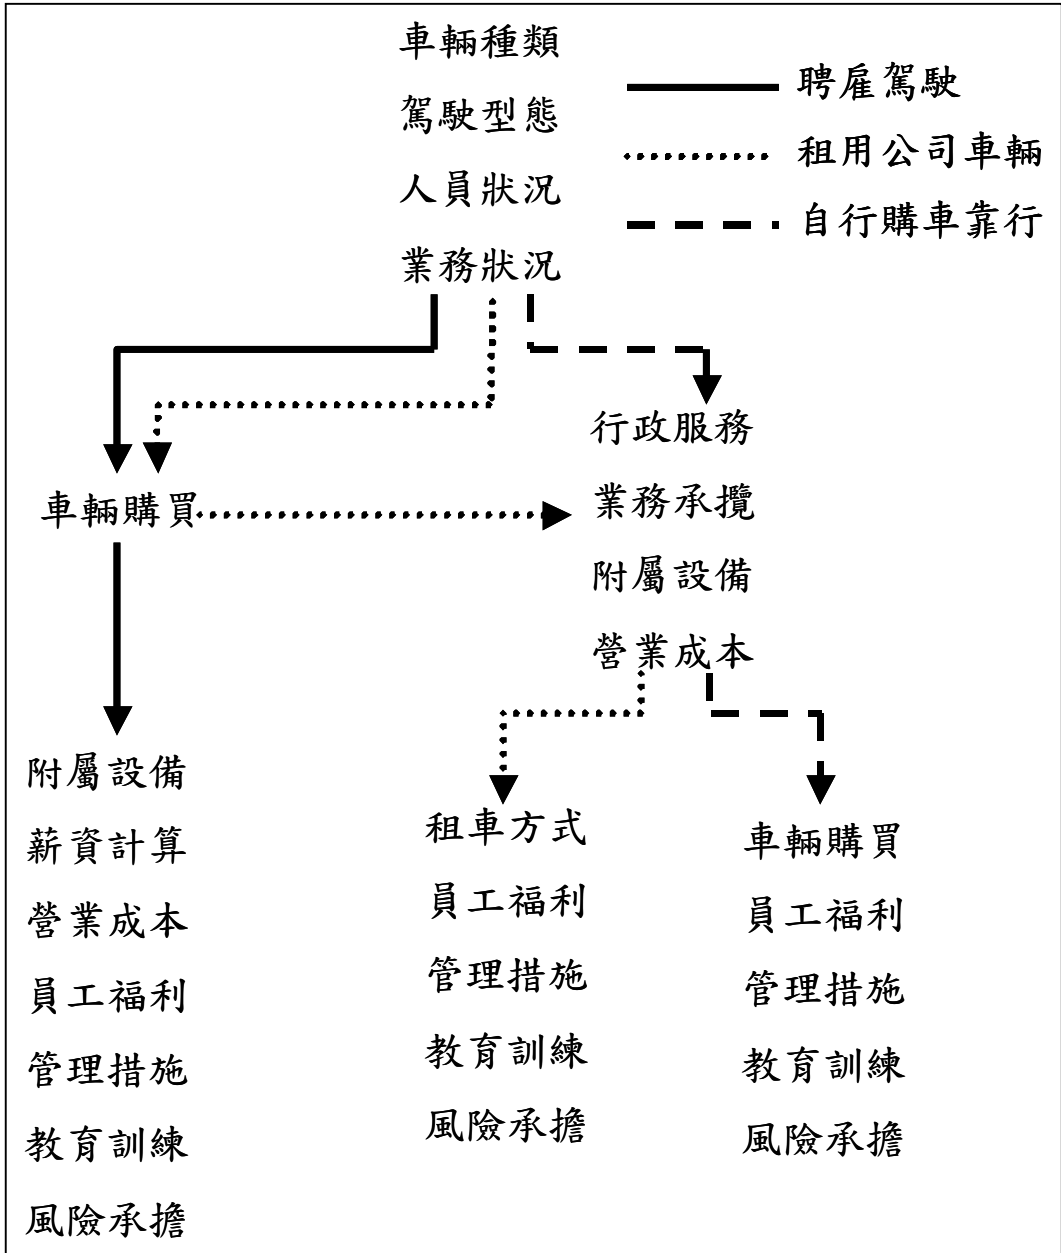 車輛種類
駕駛型態
人員狀況
業務狀況
聘雇駕駛
租用公司車輛
自行購車靠行
車輛購買
行政服務
業務承攬
附屬設備
營業成本
附屬設備
薪資計算
營業成本
員工福利
管理措施
教育訓練
風險承擔
租車方式
員工福利
管理措施
教育訓練
風險承擔
車輛購買
員工福利
管理措施
教育訓練
風險承擔